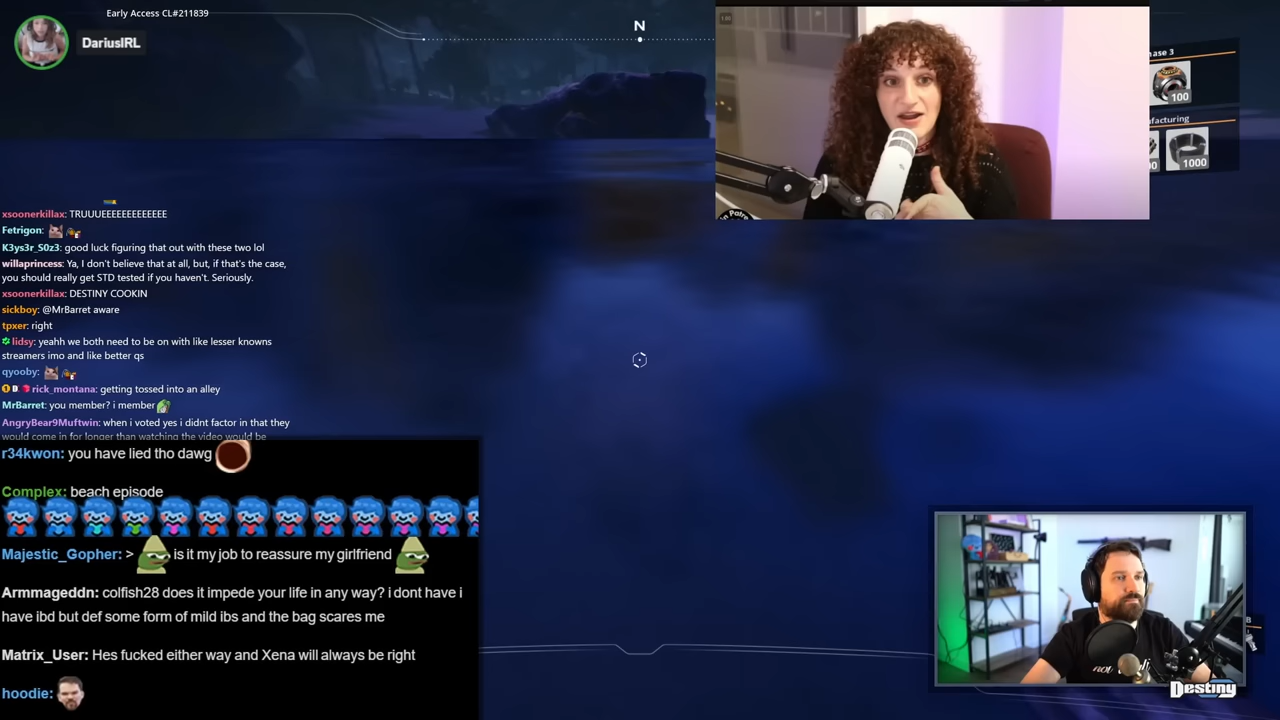 Early Access CL#211839
DariusIRL
N
ase 3
100
facturing
1000
xsoonerkillax: TRUUUEEEEEEEEEEEE
Fetrigon:
K3ys3r_S0z3: good luck figuring that out with these two lol
willaprincess: Ya, I don't believe that at all, but, if that's the case,
you should really get STD tested if you haven't. Seriously.
xsoonerkillax: DESTINY COOKIN
sickboy: @MrBarret aware
tpxer: right
lidsy: yeahh we both need to be on with like lesser knowns
streamers imo and like better qs
qyooby:
rick_montana: getting tossed into an alley
MrBarret: you member? i member
AngryBear9Muftwin: when i voted yes i didnt factor in that they
would come in for longer than watching the video would be
r34kwon: you have lied tho dawg
Complex: beach episode
Majestic_Gopher: > is it my job to reassure my girlfriend
Armmageddn: colfish28 does it impede your life in any way? i dont have i
have ibd but def some form of mild ibs and the bag scares me
Matrix_User: Hes fucked either way and Xena will always be right
hoodie:
Destiny